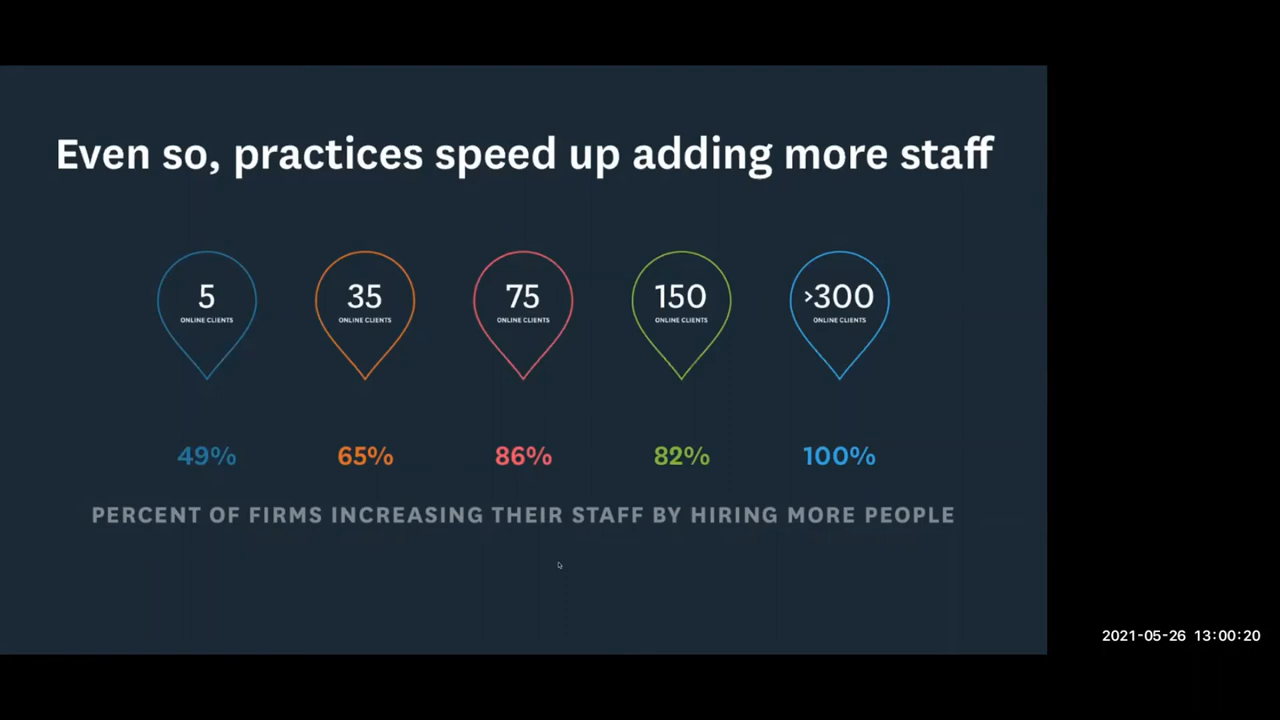 Even so, practices speed up adding more staff
5
ONLINE CLIENTS
35
ONLINE CLIENTS
75
ONLINE CLIENTS
150
ONLINE CLIENTS
>300
ONLINE CLIENTS
49% 65% 86% 82% 100%
PERCENT OF FIRMS INCREASING THEIR STAFF BY HIRING MORE PEOPLE
2021-05-26 13:00:20